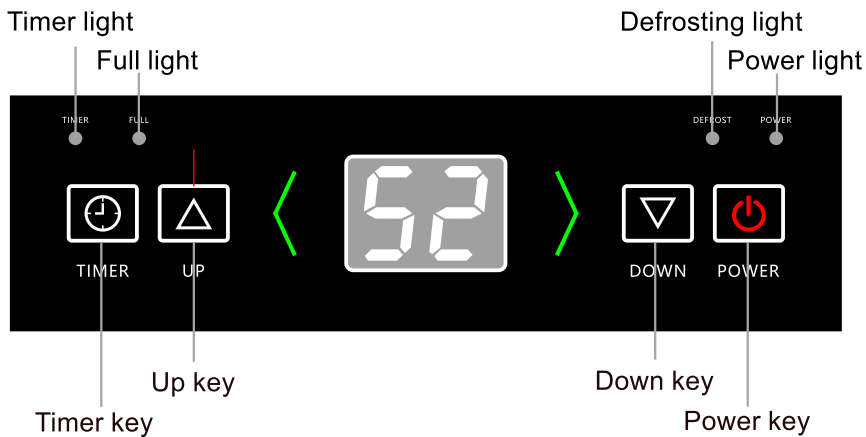 Timer light
Defrosting light
Full light
Power light
TIMER
FULL
DEFROST
POWER
52
TIMER
UP
DOWN
POWER
Up key
Down key
Timer key
Power key